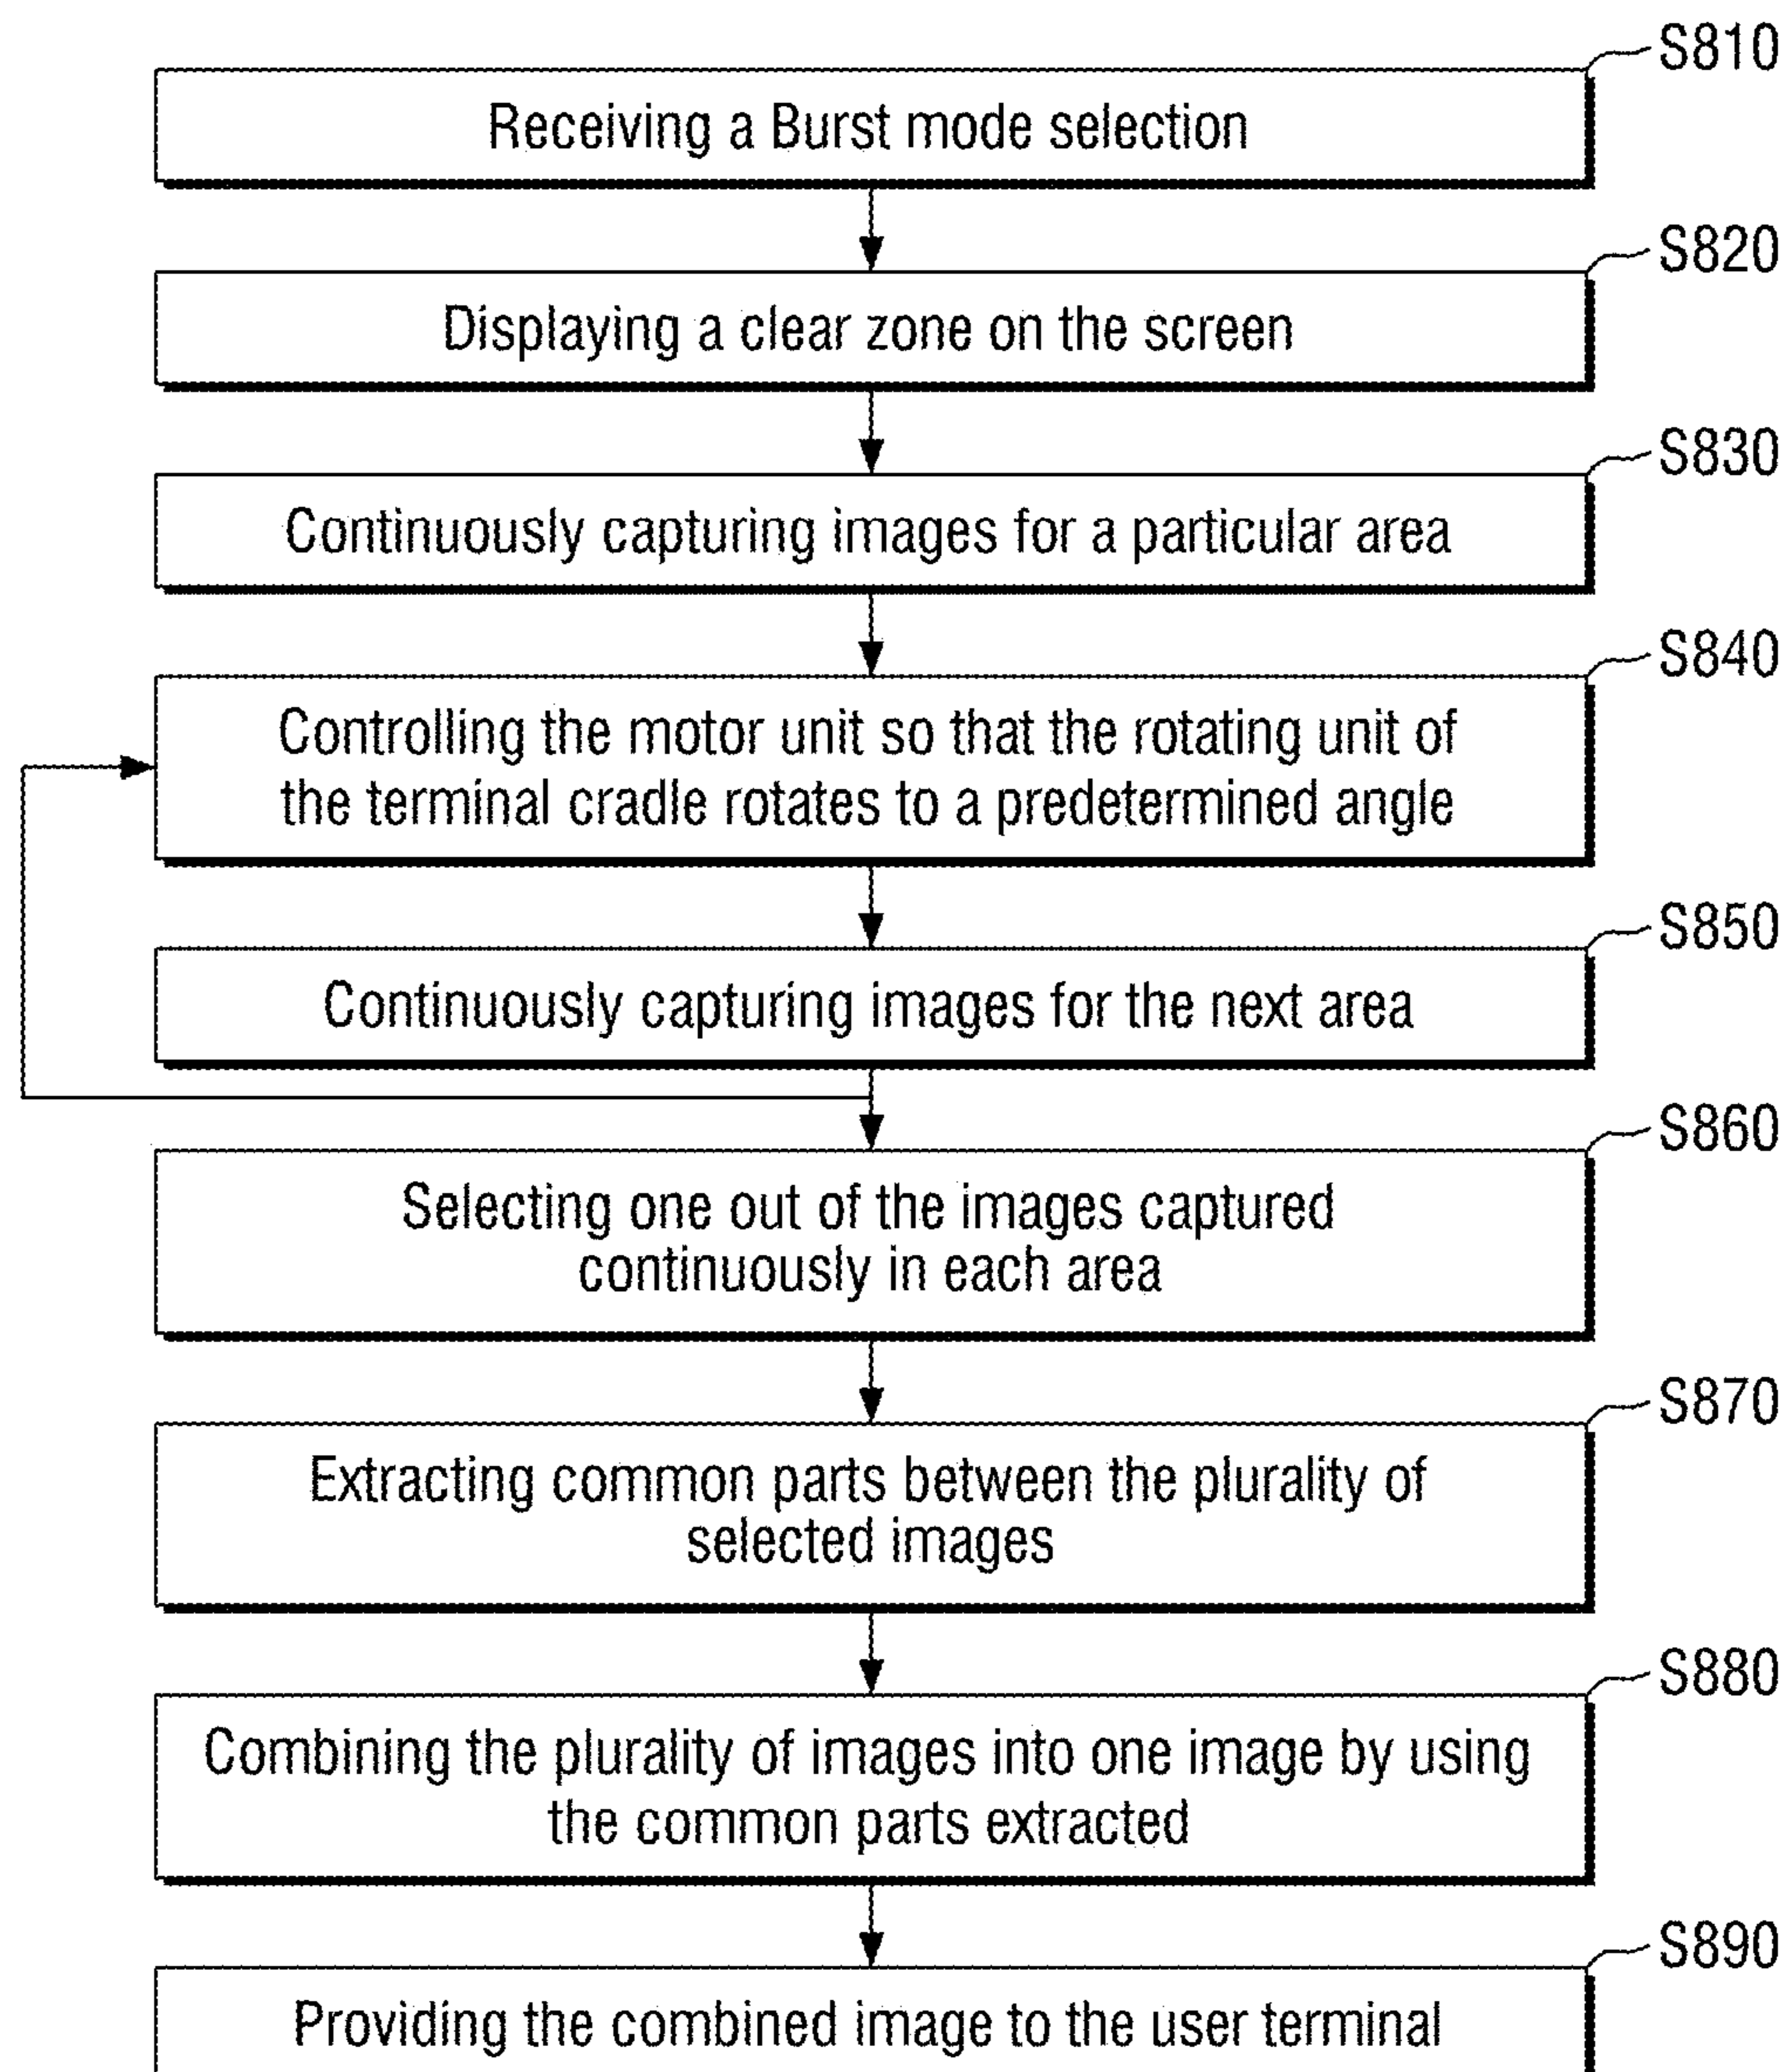 S810
Receiving a Burst mode selection
S820
Displaying a clear zone on the screen
S830
Continuously capturing images for a particular area
S840
Controlling the motor unit so that the rotating unit of
the terminal cradle rotates to a predetermined angle
S850
Continuously capturing images for the next area
S860
Selecting one out of the images captured
continuously in each area
S870
Extracting common parts between the plurality of
selected images
S880
Combining the plurality of images into one image by using
the common parts extracted
S890
Providing the combined image to the user terminal